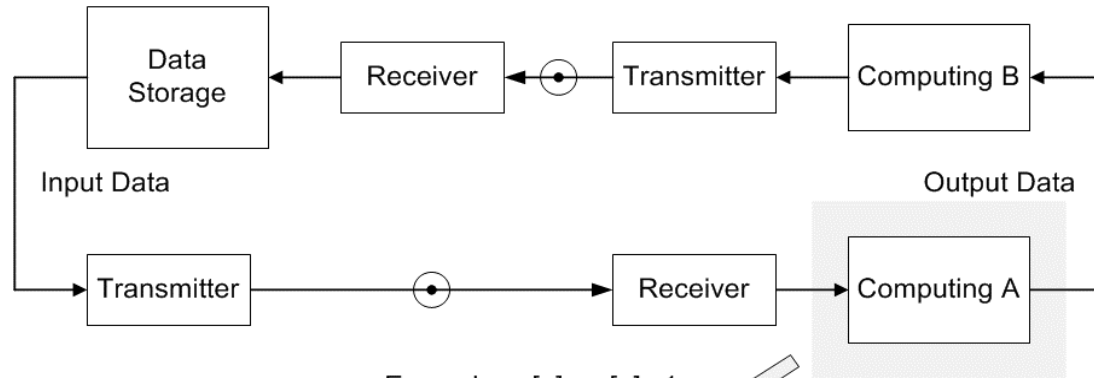 Data
Storage
Receiver
Transmitter
Computing B
Input Data
Output Data
Transmitter
Receiver
Computing A